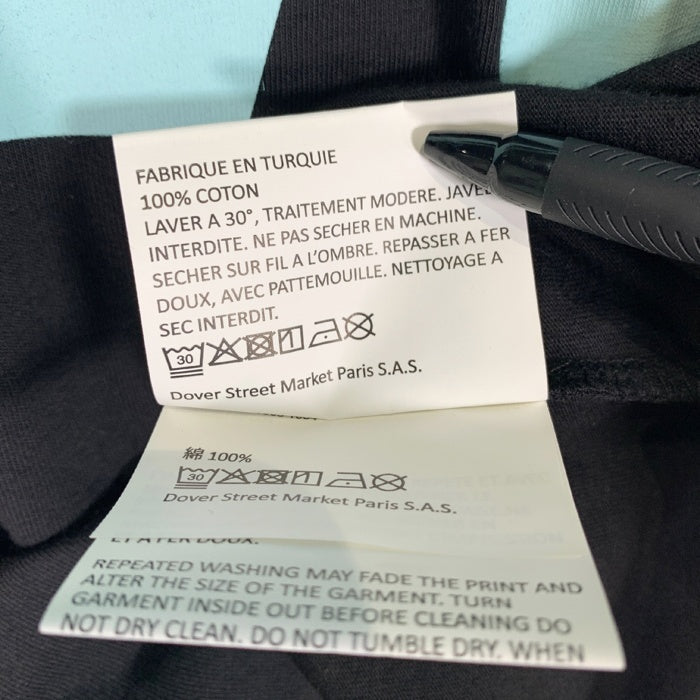 FABRIQUE EN TURQUIE
100% COTON
LAVER A 30°, TRAITEMENT MODERE.
INTERDITE. NE PAS SECHER EN MACHINE.
SECHER SUR FIL A L'OMBRE. REPASSER A FER
DOUX, AVEC PATTEMOUILLE. NETTOYAGE A
SEC INTERDIT.
30
Dover Street Market Paris S.A.S.
綿 100%
30
Dover Street Market Paris S.A.S.
REPEATED WASHING MAY FADE THE PRINT AND
ALTER THE SIZE OF THE GARMENT. TURN
GARMENT INSIDE OUT BEFORE CLEANING DO
NOT DRY CLEAN. DO NOT TUMBLE DRY. WHEN